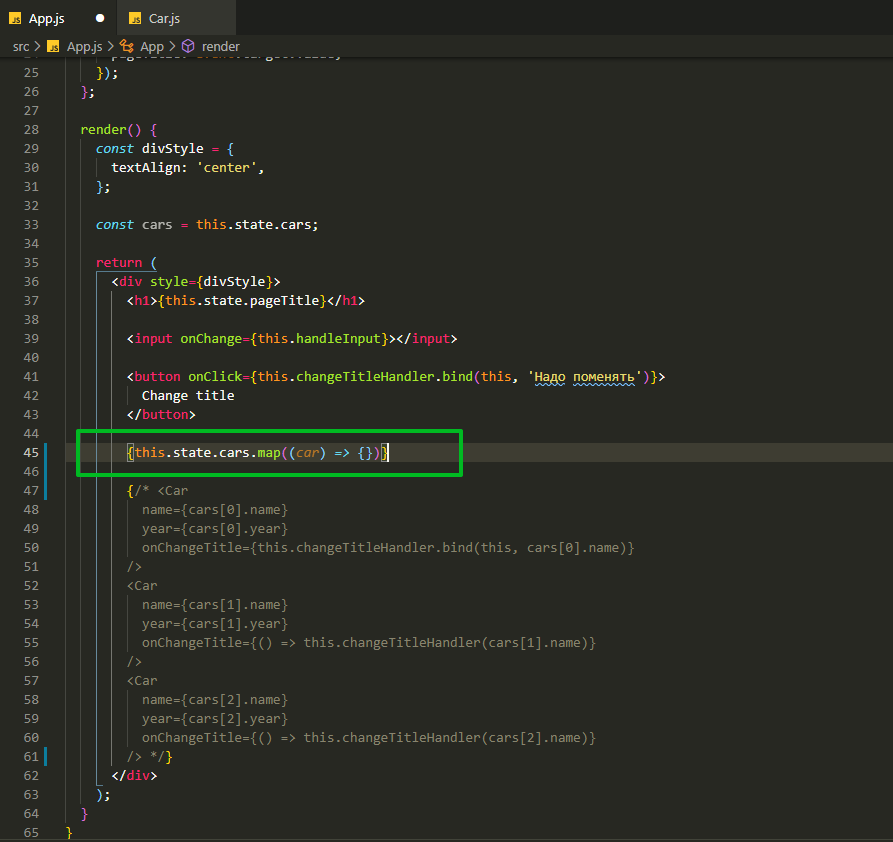 JS App.js ● JS Car.js
src > JS App.js > App > render
25 });
26 };
27
28 render() {
29 const divStyle = {
30 textAlign: 'center',
31 };
32
33 const cars = this.state.cars;
34
35 return (
36 <div style={divStyle}>
37 <h1>{this.state.pageTitle}</h1>
38
39 <input onChange={this.handleInput}></input>
40
41 <button onClick={this.changeTitleHandler.bind(this, 'Надо поменять')}>
42 Change title
43 </button>
44
45 {this.state.cars.map((car) => {})}
46
47 {/* <Car
48 name={cars[0].name}
49 year={cars[0].year}
50 onChangeTitle={this.changeTitleHandler.bind(this, cars[0].name)}
51 />
52 <Car
53 name={cars[1].name}
54 year={cars[1].year}
55 onChangeTitle={() => this.changeTitleHandler(cars[1].name)}
56 />
57 <Car
58 name={cars[2].name}
59 year={cars[2].year}
60 onChangeTitle={() => this.changeTitleHandler(cars[2].name)}
61 /> */}
62 </div>
63 );
64 }
65 }